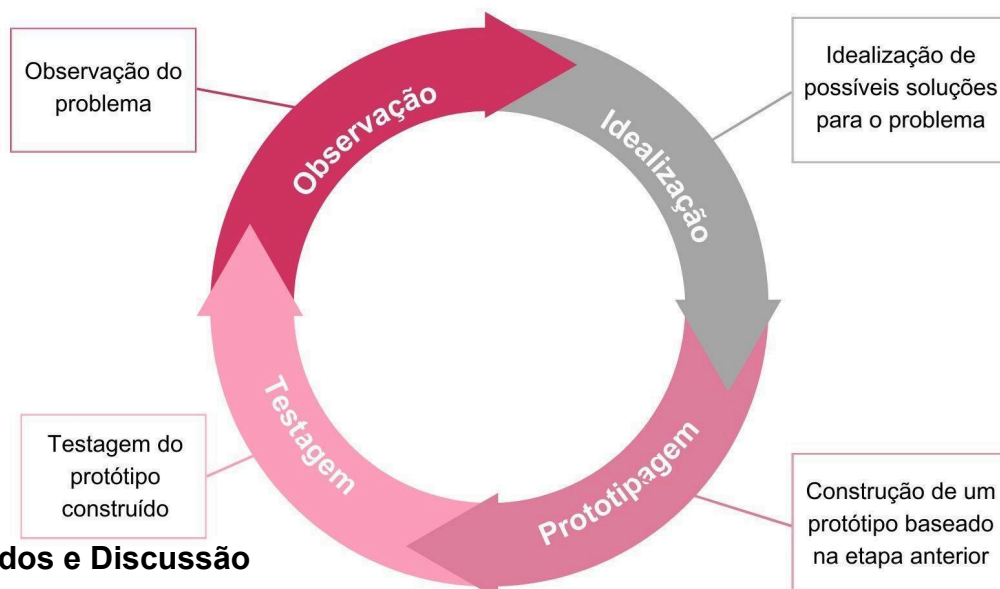 Observação do
problema
Observação
Idealização
Idealização de
possíveis soluções
para o problema
Testagem do
protótipo
construído
Testagem
Prototipagem
Construção de um
protótipo baseado
na etapa anterior
dos e Discussão